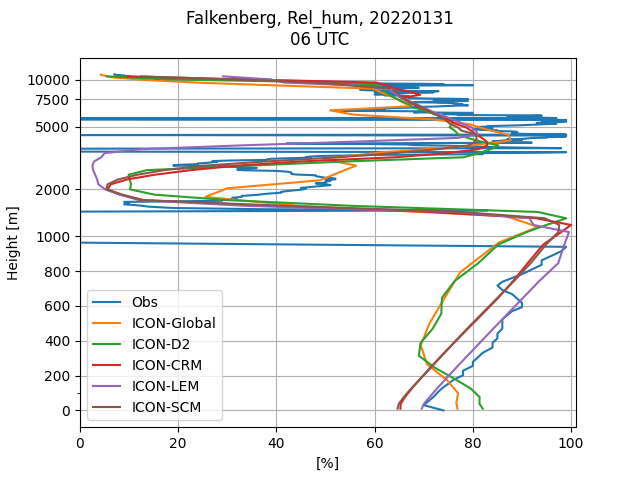 Falkenberg, Rel_hum, 20220131
06 UTC
10000
7500
5000
2000
1000
800
600
400
200
0
Height [m]
Obs
ICON-Global
ICON-D2
ICON-CRM
ICON-LEM
ICON-SCM
0 20 40 60 80 100
[%]